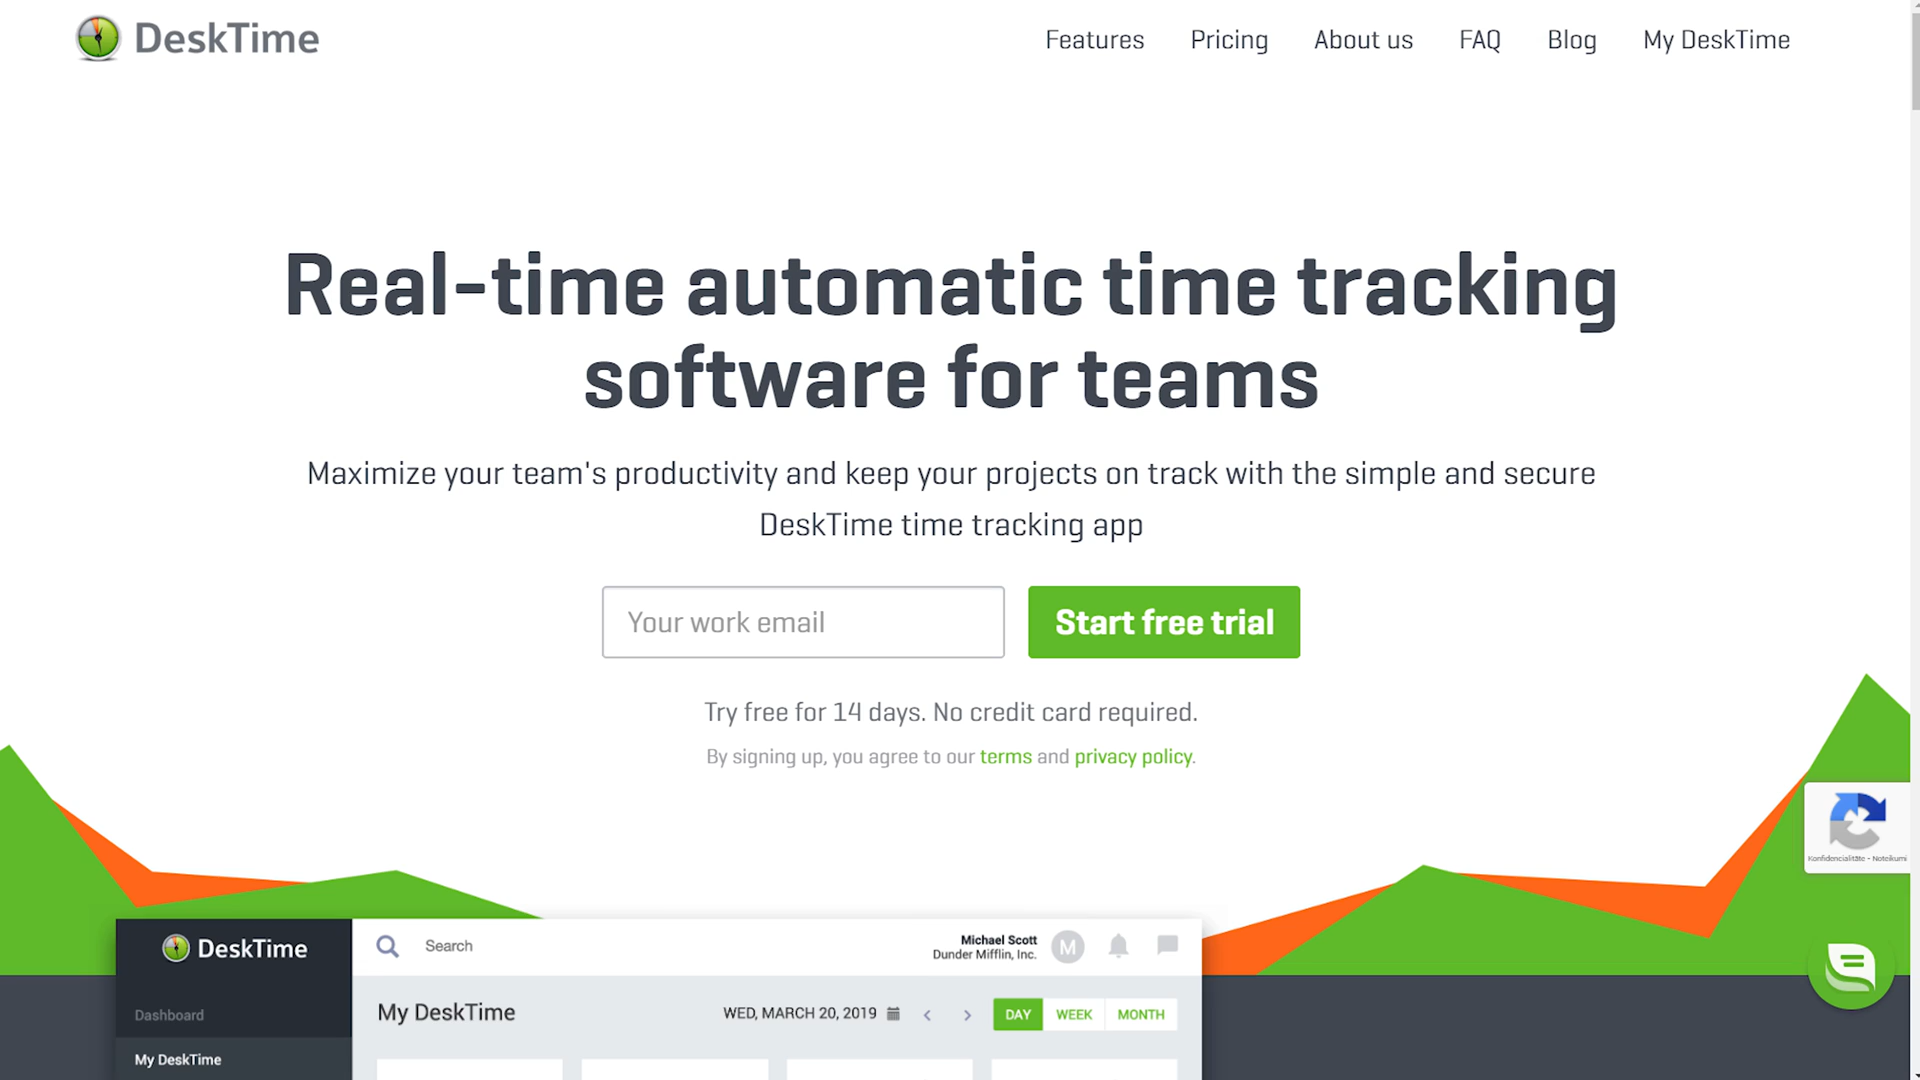 DeskTime
Features Pricing About us FAQ Blog My DeskTime
Real-time automatic time tracking
software for teams
Maximize your team's productivity and keep your projects on track with the simple and secure
DeskTime time tracking app
Your work email
Start free trial
Try free for 14 days. No credit card required.
By signing up, you agree to our terms and privacy policy.
Konfidencialitāte - Noteikumi
DeskTime
Search
Michael Scott
Dunder Mifflin, Inc.
M
Dashboard
My DeskTime
WED, MARCH 20, 2019
DAY WEEK MONTH
My DeskTime